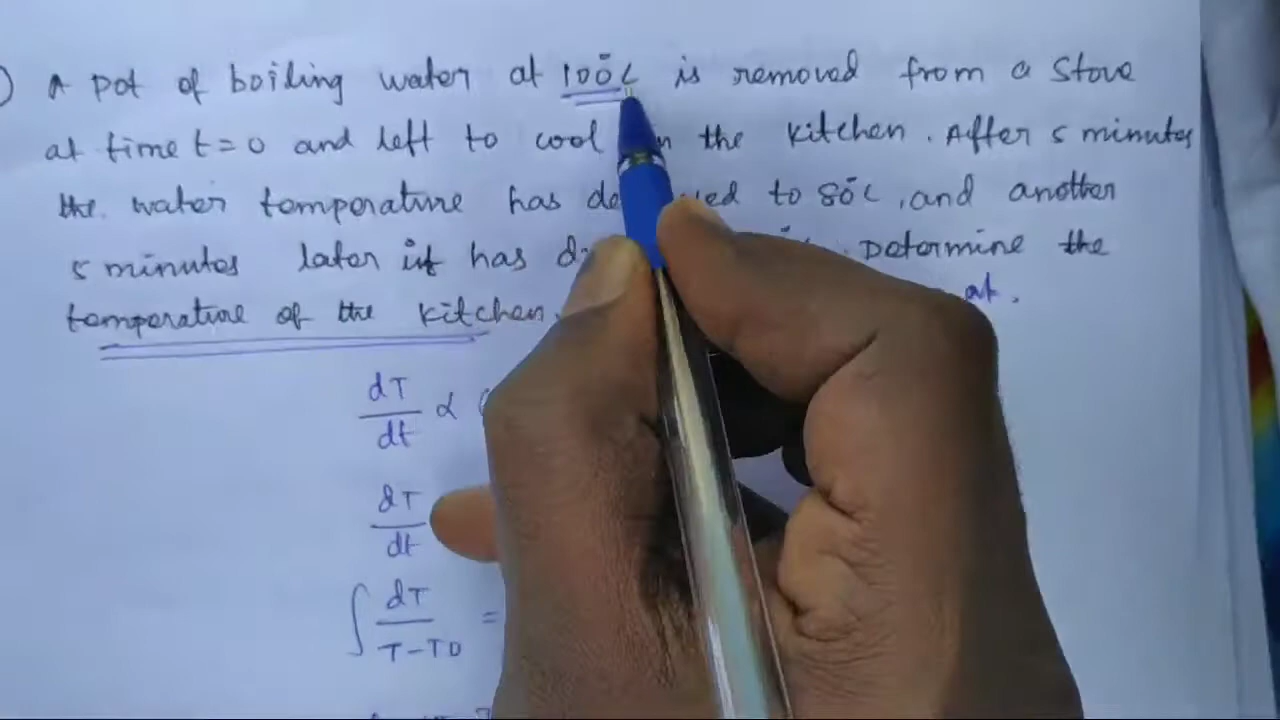 ) A pot of boiling water at 100°C is removed from a stove
at time t=0 and left to cool the kitchen. After 5 minutes
the water temperature has to 80°C, and another
5 minutes later it has Determine the
temperature of the kitchen. at.
dT/dt α
dT/dt
∫ dT/T-T0 =